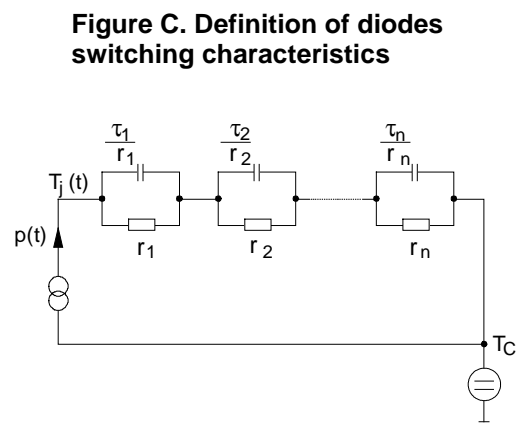 Figure C. Definition of diodes
switching characteristics
τ1
r1
τ2
r2
τn
rn
Tj (t)
p(t)
r1
r2
rn
TC